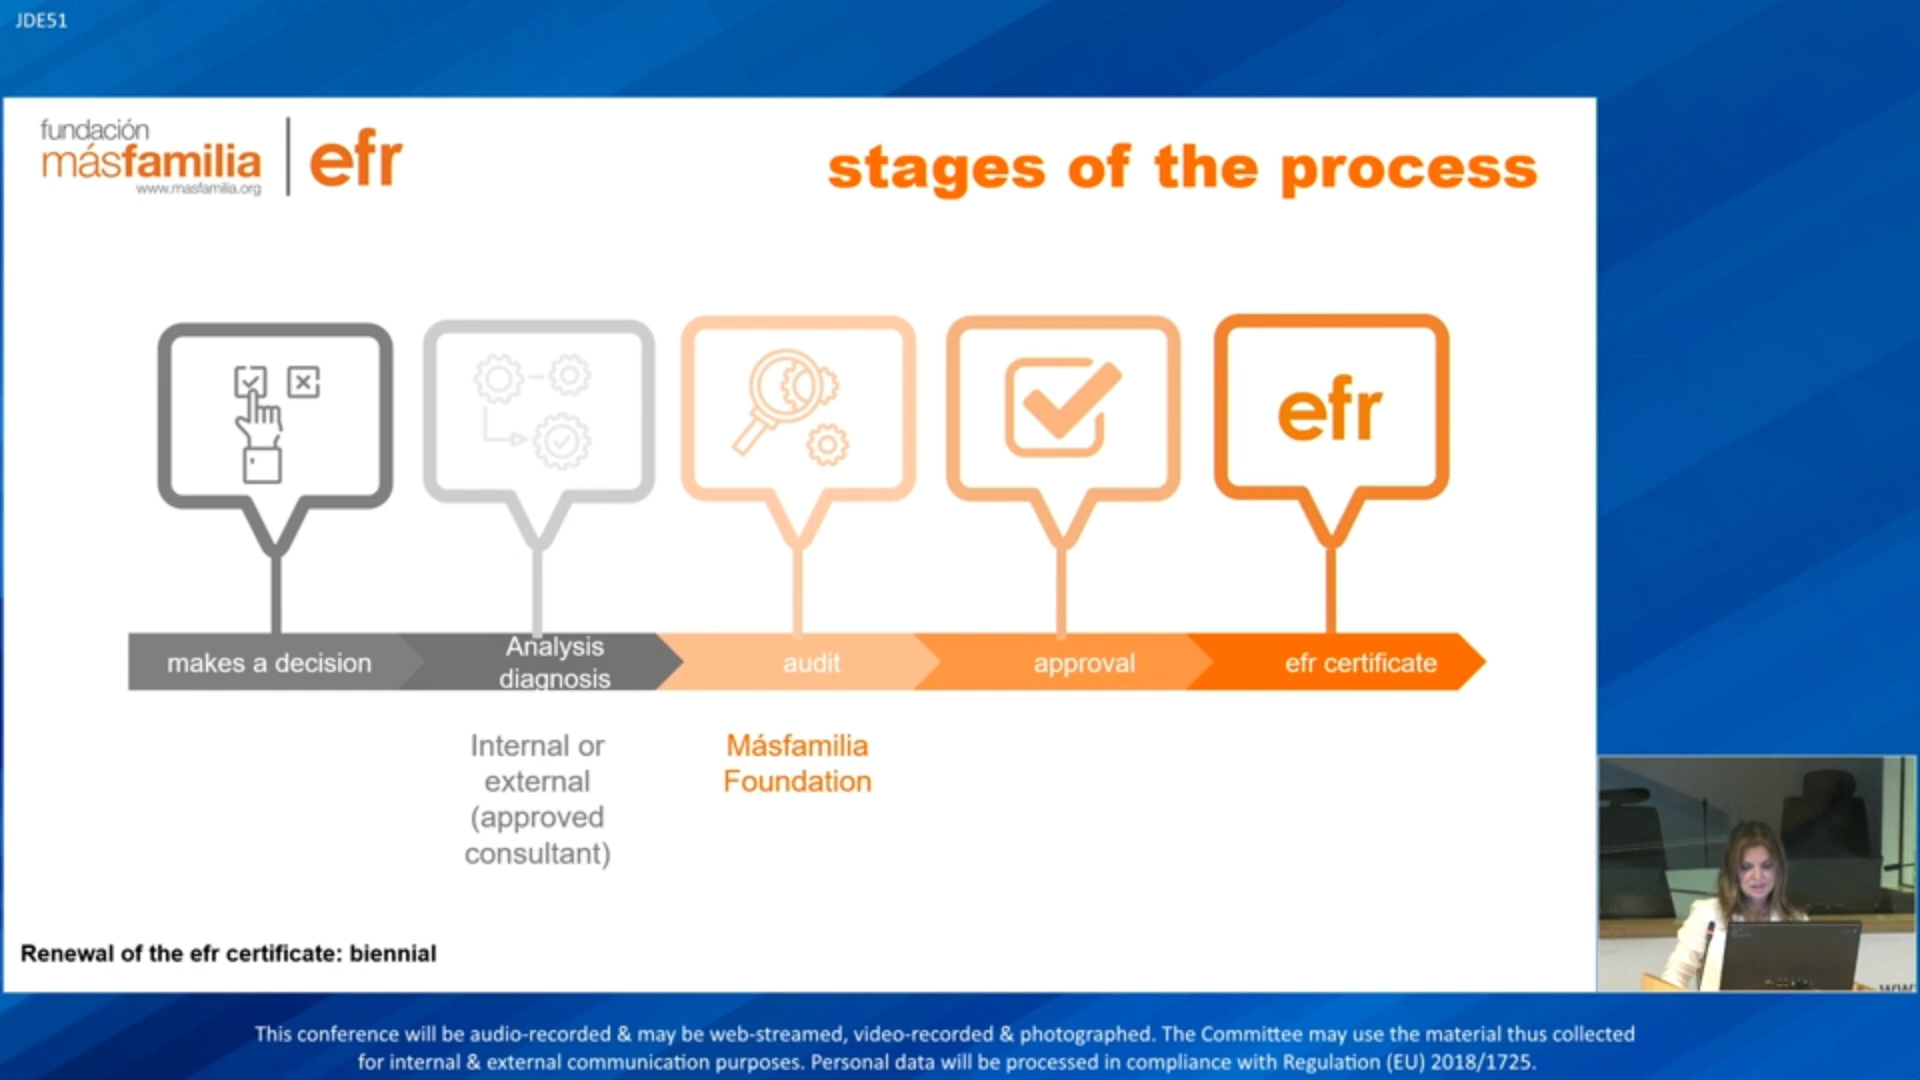 JDE51
fundación
másfamilia
www.masfamilia.org
efr
stages of the process
efr
makes a decision
Analysis
diagnosis
audit
approval
efr certificate
Internal or
external
(approved
consultant)
Másfamilia
Foundation
Renewal of the efr certificate: biennial
This conference will be audio-recorded & may be web-streamed, video-recorded & photographed. The Committee may use the material thus collected
for internal & external communication purposes. Personal data will be processed in compliance with Regulation (EU) 2018/1725.